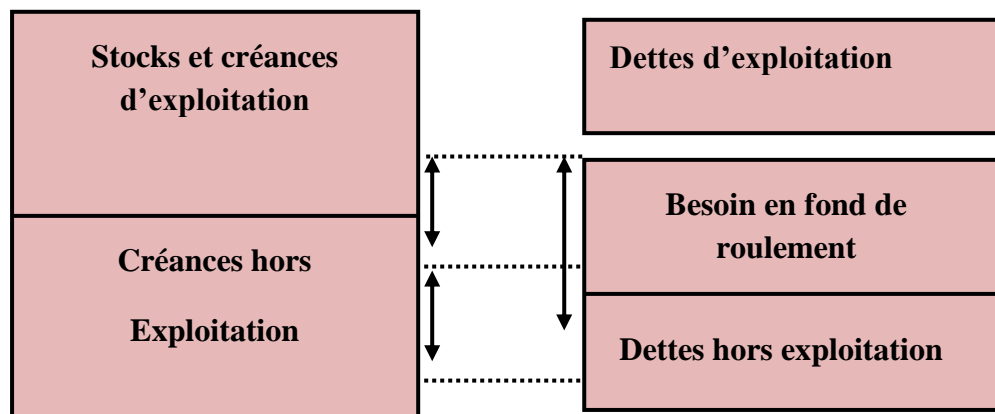 Stocks et créances
d’exploitation
Créances hors
Exploitation
Dettes d’exploitation
Besoin en fond de
roulement
Dettes hors exploitation